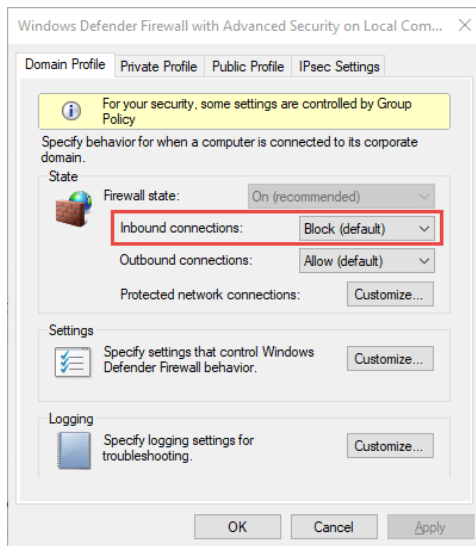 Windows Defender Firewall with Advanced Security on Local Com...
Domain Profile Private Profile Public Profile IPsec Settings
For your security, some settings are controlled by Group
Policy
Specify behavior for when a computer is connected to its corporate
domain.
State
Firewall state: On (recommended)
Inbound connections: Block (default)
Outbound connections: Allow (default)
Protected network connections: Customize...
Settings
Specify settings that control Windows
Defender Firewall behavior.
Customize...
Logging
Specify logging settings for
troubleshooting.
Customize...
OK Cancel Apply